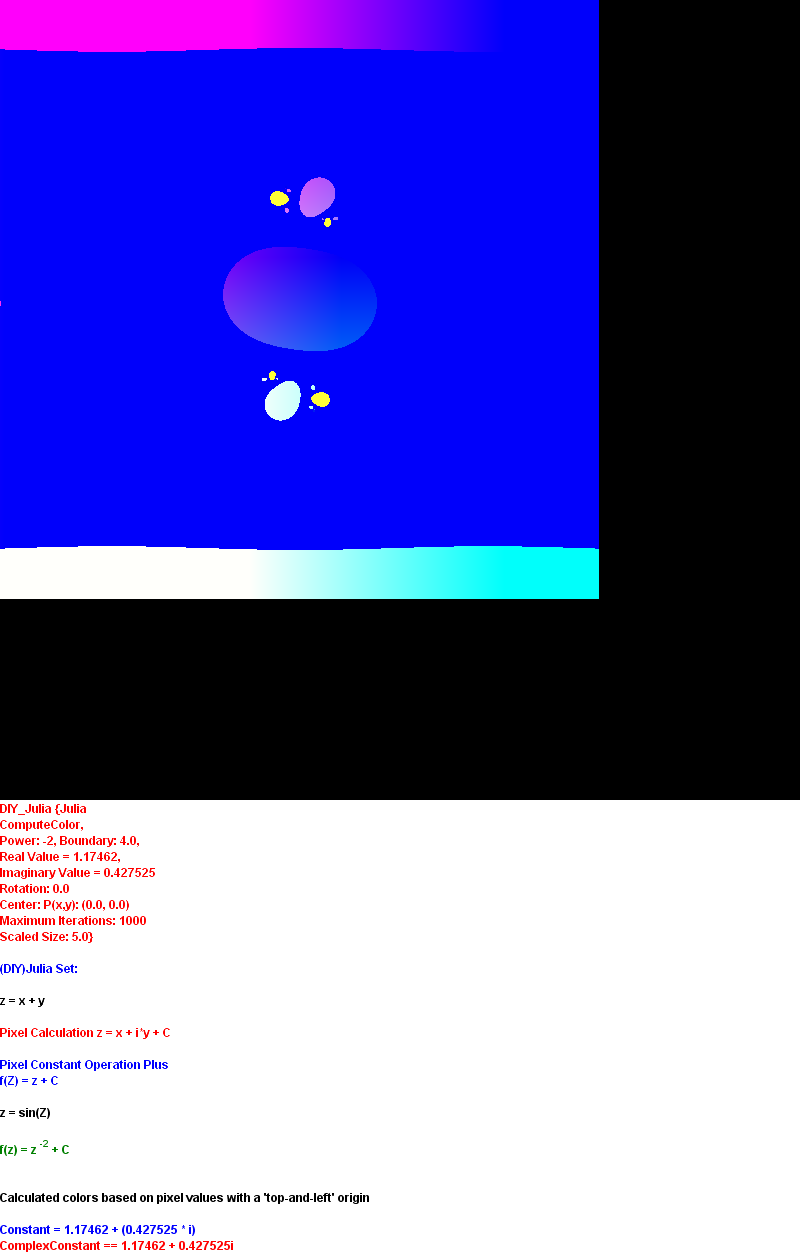 DIY_Julia {Julia
ComputeColor,
Power: -2, Boundary: 4.0,
Real Value = 1.17462,
Imaginary Value = 0.427525
Rotation: 0.0
Center: P(x,y): (0.0, 0.0)
Maximum Iterations: 1000
Scaled Size: 5.0}
(DIY)Julia Set:
z = x + y
Pixel Calculation z = x + i*y + C
Pixel Constant Operation Plus
f(Z) = z + C
z = sin(Z)
f(z) = z -2 + C
Calculated colors based on pixel values with a 'top-and-left' origin
Constant = 1.17462 + (0.427525 * i)
ComplexConstant == 1.17462 + 0.427525i